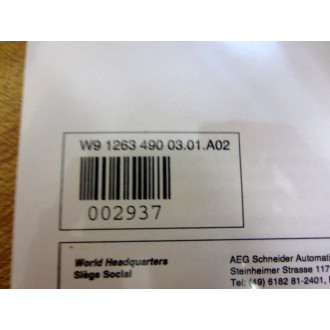 W9 1263 490 03.01.A02
002937
World Headquarters
Siège Social
AEG Schneider Automati
Steinheimer Strasse 117
Tel: (49) 6182 81-2401,